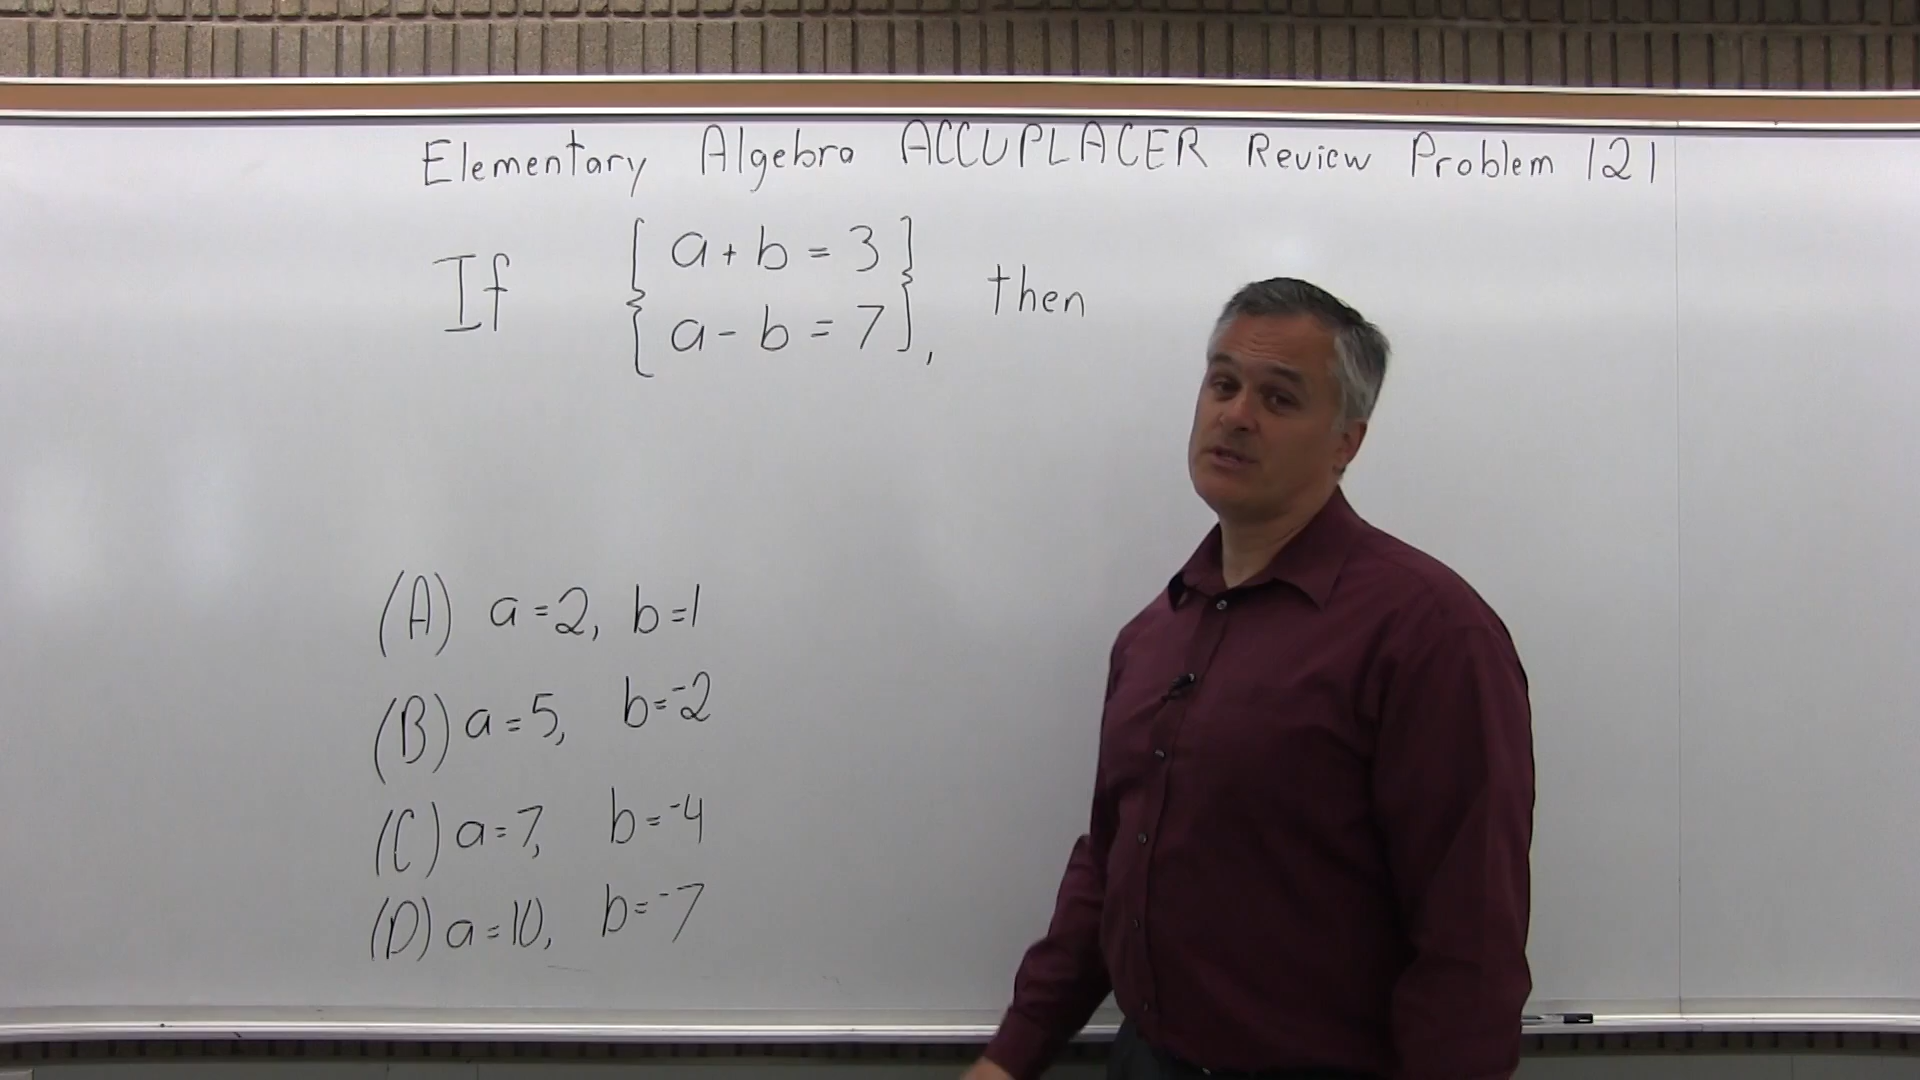 Elementary Algebra ACCUPLACER Review Problem 121
If { a + b = 3 }
{ a - b = 7 }, then
(A) a = 2, b = 1
(B) a = 5, b = ⁻2
(C) a = 7, b = ⁻4
(D) a = 10, b = ⁻7